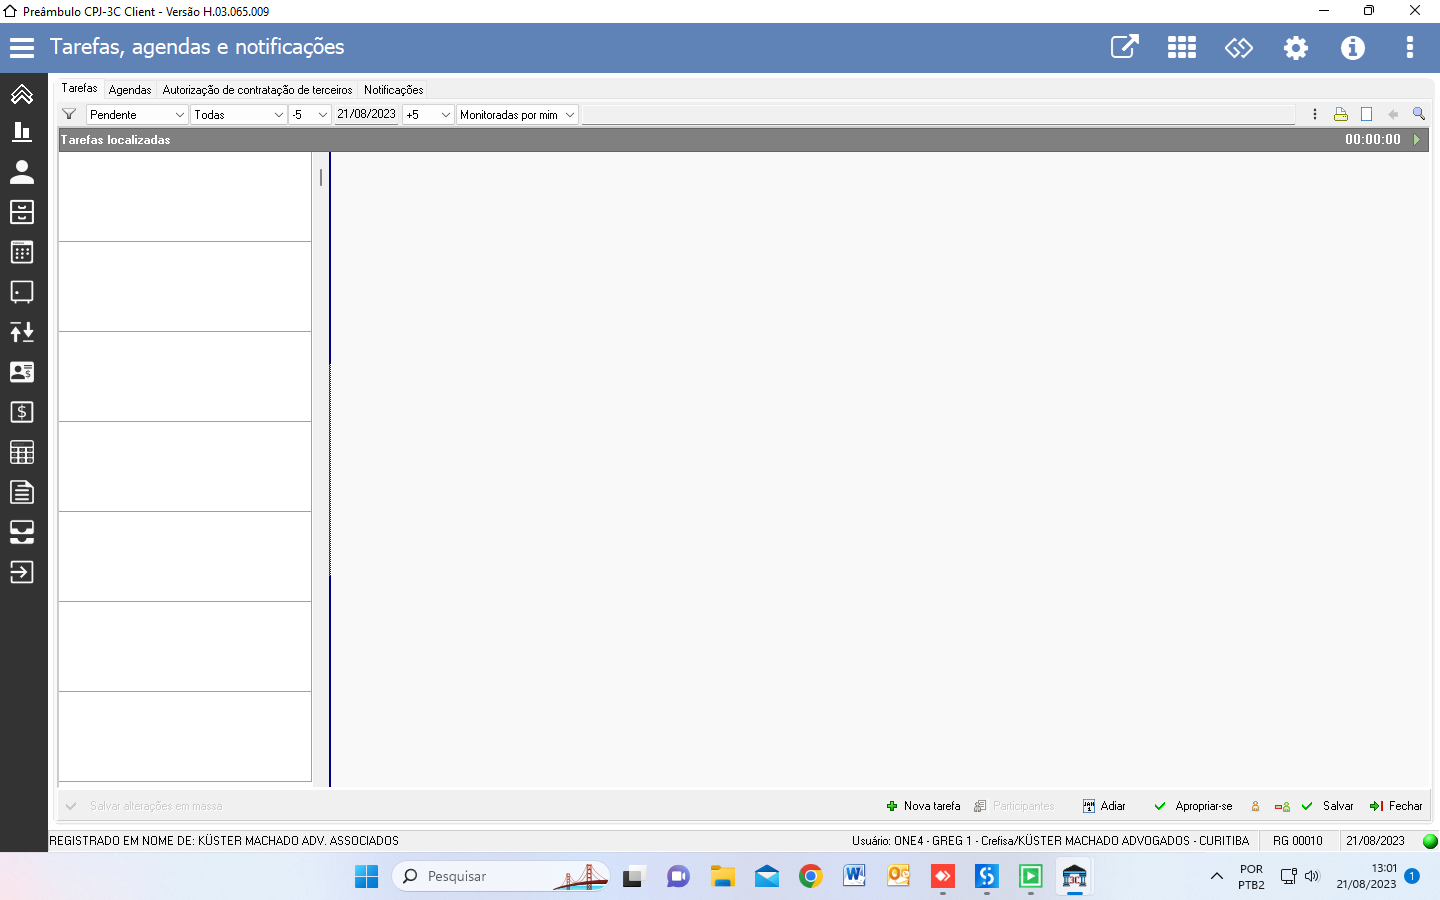 Preâmbulo CPJ-3C Client - Versão H.03.065.009
Tarefas, agendas e notificações
Tarefas Agendas Autorização de contratação de terceiros Notificações
Pendente Todas -5 21/08/2023 +5 Monitoradas por mim
Tarefas localizadas 00:00:00
Salvar alterações em massa Nova tarefa Participantes JAN 1 Adiar Apropriar-se Salvar Fechar
REGISTRADO EM NOME DE: KÜSTER MACHADO ADV. ASSOCIADOS Usuário: ONE4 - GREG 1 - Crefisa/KÜSTER MACHADO ADVOGADOS - CURITIBA RG 00010 21/08/2023
Pesquisar
POR
PTB2
13:01
21/08/2023
1